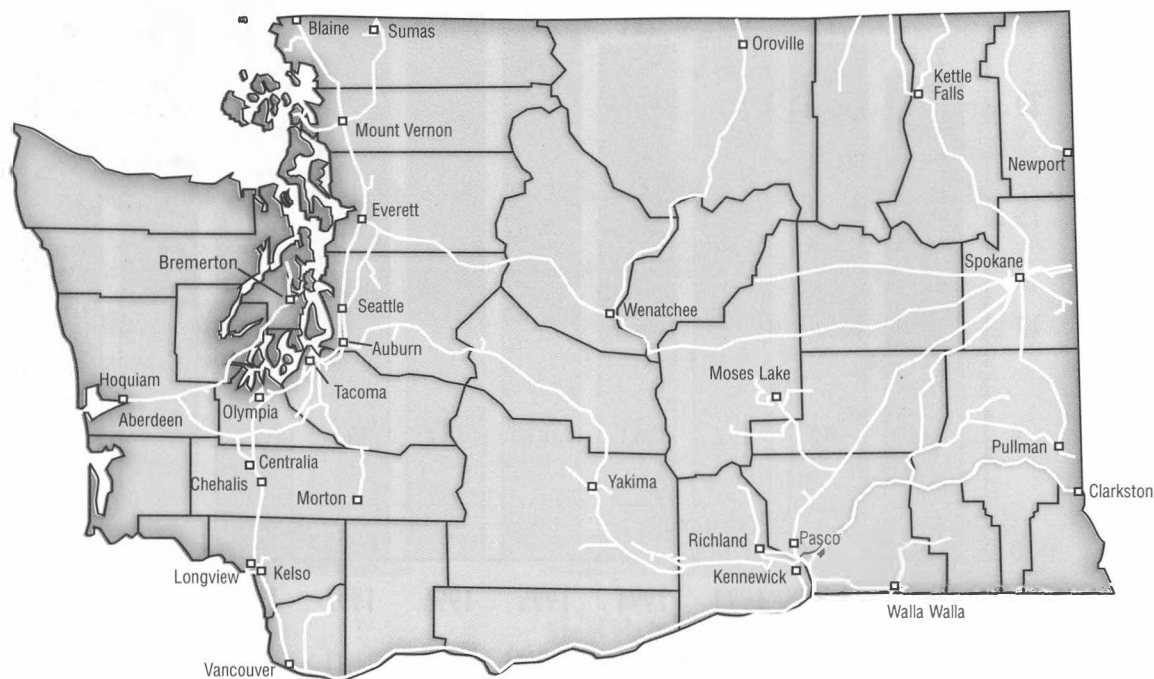 Blaine
Sumas
Oroville
Kettle
Falls
Mount Vernon
Newport
Everett
Bremerton
Spokane
Seattle
Wenatchee
Auburn
Hoquiam
Tacoma
Moses Lake
Aberdeen
Olympia
Centralia
Pullman
Chehalis
Morton
Yakima
Clarkston
Richland
Pasco
Longview
Kelso
Kennewick
Walla Walla
Vancouver